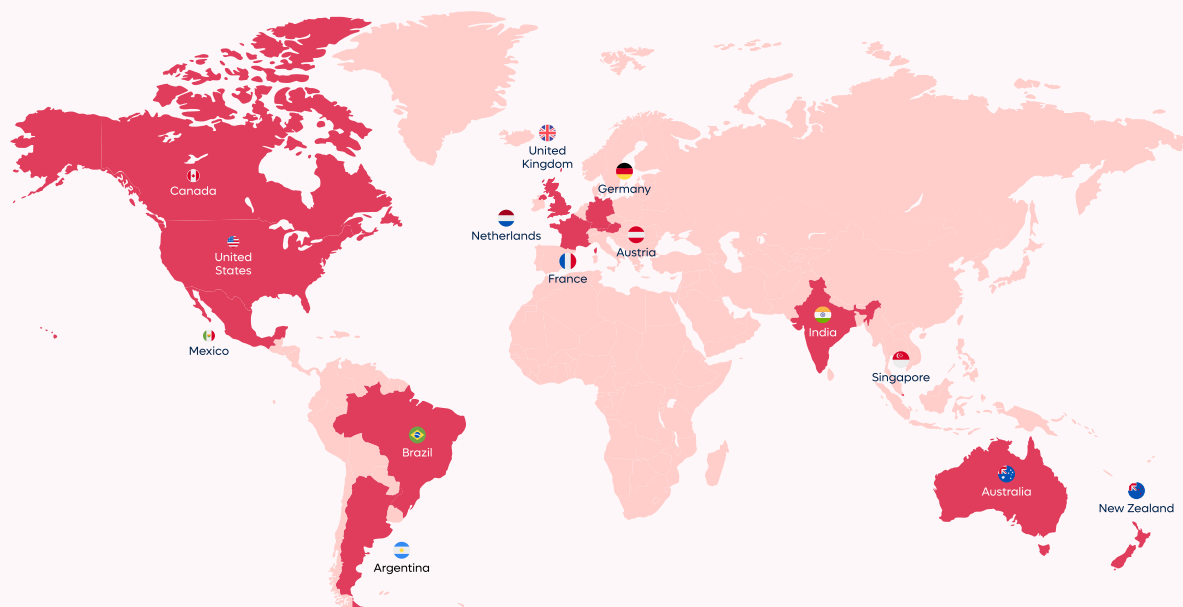 United
Kingdom
Canada
Germany
Netherlands
United
States
Austria
France
India
Mexico
Singapore
Brazil
Australia
New Zealand
Argentina